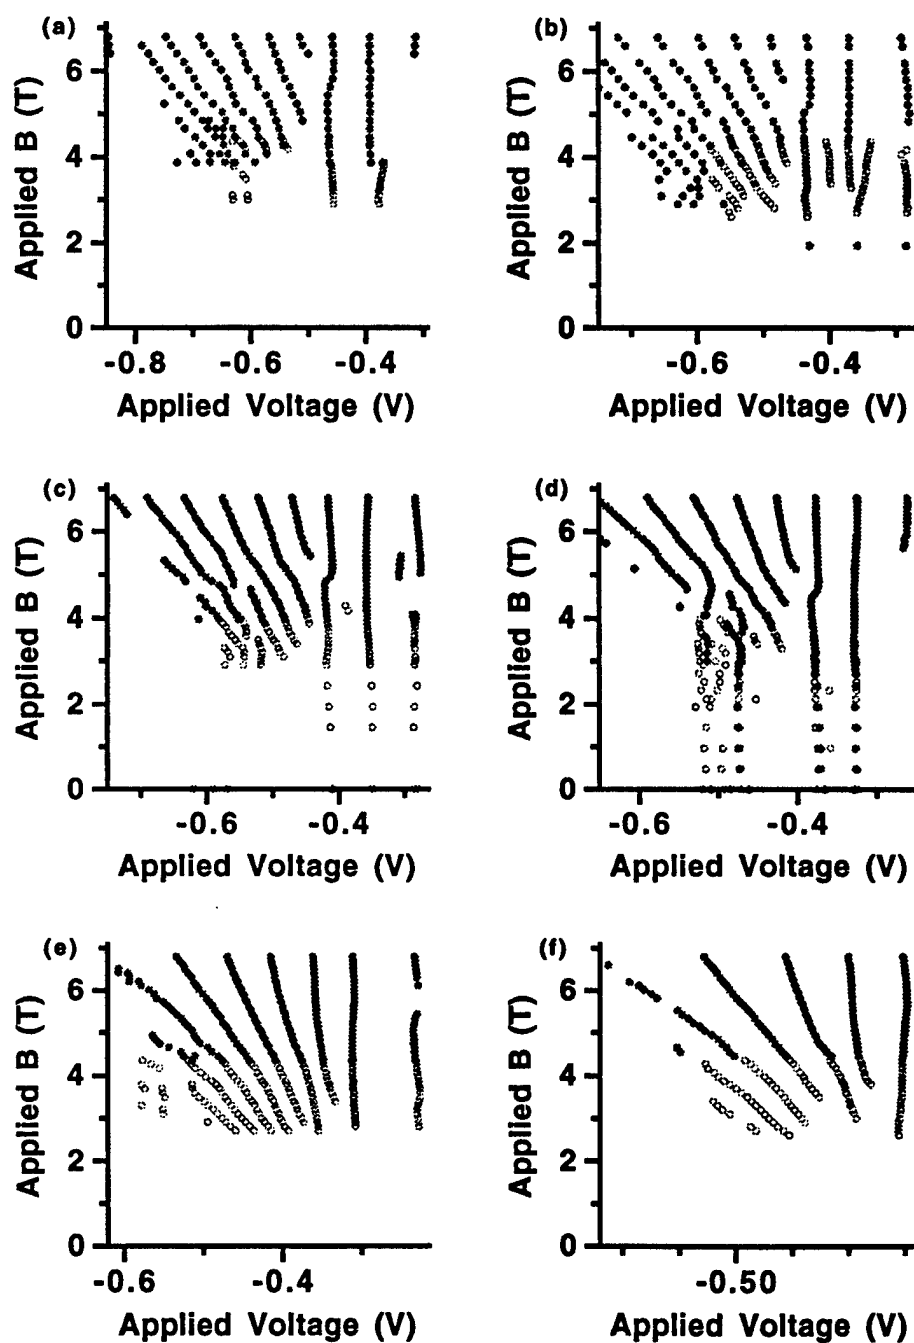 (a)
Applied B (T)
6
4
2
0
-0.8 -0.6 -0.4
Applied Voltage (V)
(b)
Applied B (T)
6
4
2
0
-0.6 -0.4
Applied Voltage (V)
(c)
Applied B (T)
6
4
2
0
-0.6 -0.4
Applied Voltage (V)
(d)
Applied B (T)
6
4
2
0
-0.6 -0.4
Applied Voltage (V)
(e)
Applied B (T)
6
4
2
0
-0.6 -0.4
Applied Voltage (V)
(f)
Applied B (T)
6
4
2
0
-0.50
Applied Voltage (V)